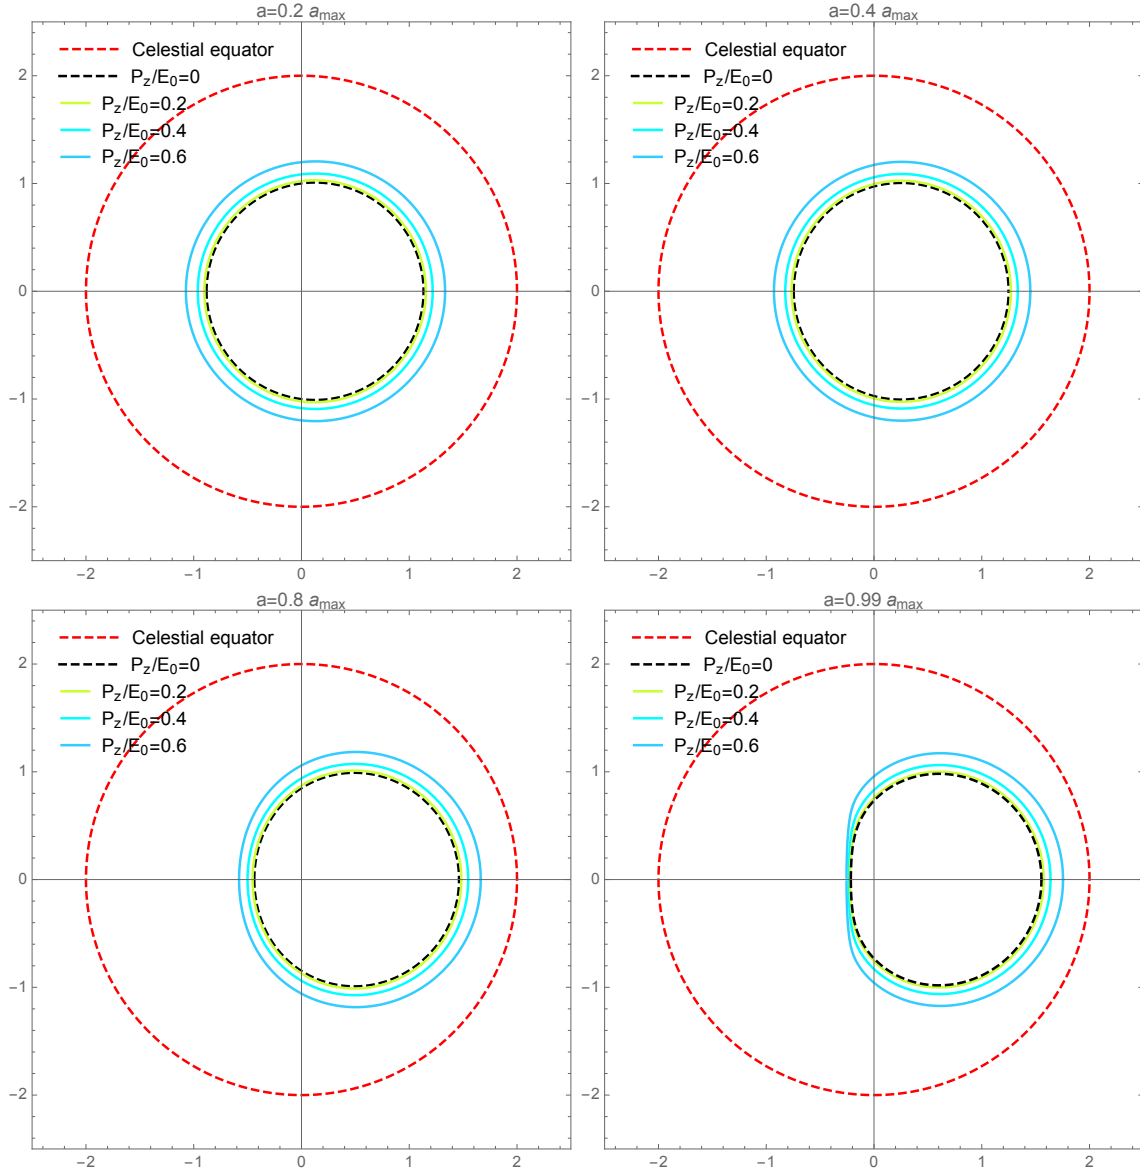 a=0.2 a_max
Celestial equator
P_z/E_0=0
P_z/E_0=0.2
P_z/E_0=0.4
P_z/E_0=0.6
2
1
0
−1
−2
−2 −1 0 1 2
a=0.4 a_max
Celestial equator
P_z/E_0=0
P_z/E_0=0.2
P_z/E_0=0.4
P_z/E_0=0.6
2
1
0
−1
−2
−2 −1 0 1 2
a=0.8 a_max
Celestial equator
P_z/E_0=0
P_z/E_0=0.2
P_z/E_0=0.4
P_z/E_0=0.6
2
1
0
−1
−2
−2 −1 0 1 2
a=0.99 a_max
Celestial equator
P_z/E_0=0
P_z/E_0=0.2
P_z/E_0=0.4
P_z/E_0=0.6
2
1
0
−1
−2
−2 −1 0 1 2